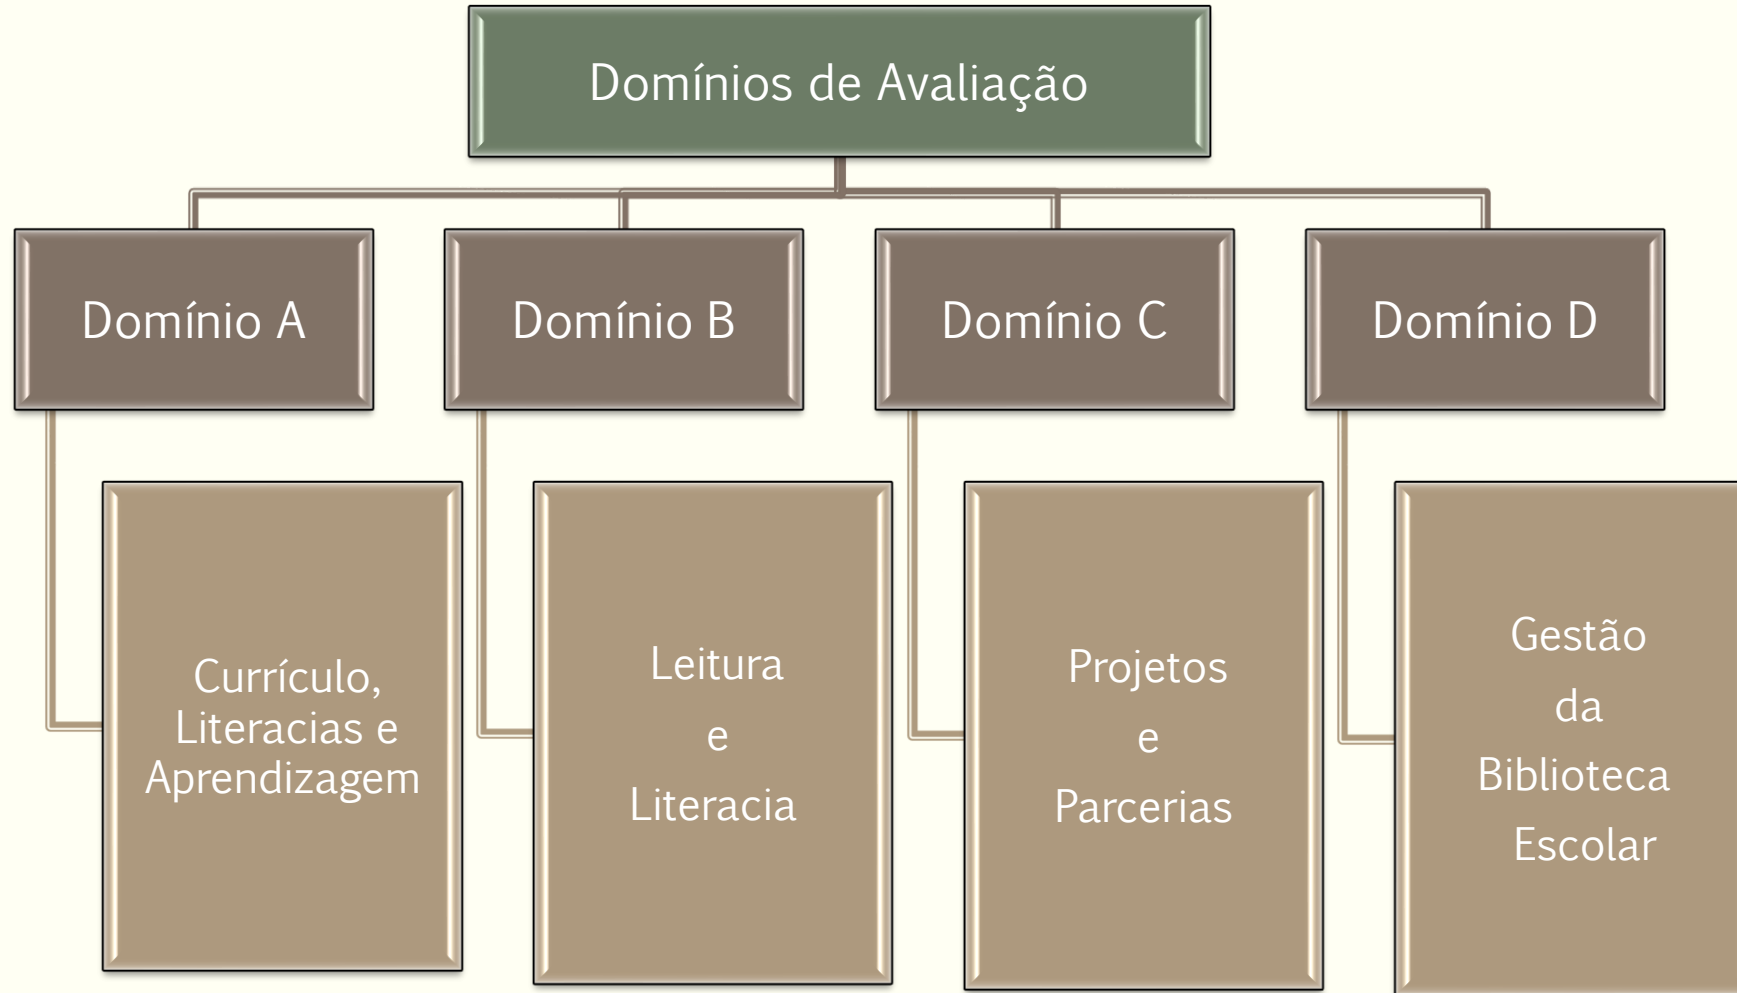 Domínios de Avaliação
Domínio A
Domínio B
Domínio C
Domínio D
Currículo,
Literacias e
Aprendizagem
Leitura
e
Literacia
Projetos
e
Parcerias
Gestão
da
Biblioteca
Escolar